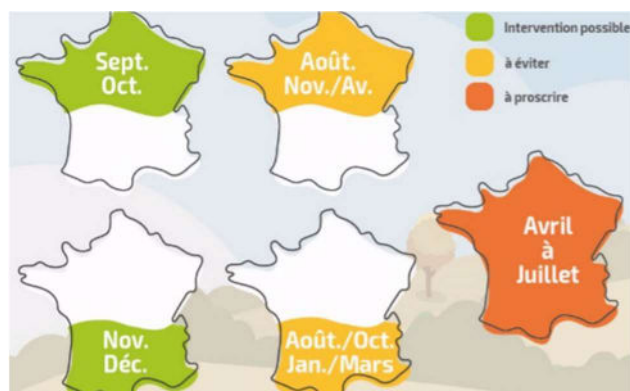 Sept.
Oct.
Août.
Nov./Av.
Intervention possible
à éviter
à proscrire
Avril
à
Juillet
Nov.
Déc.
Août./Oct.
Jan./Mars